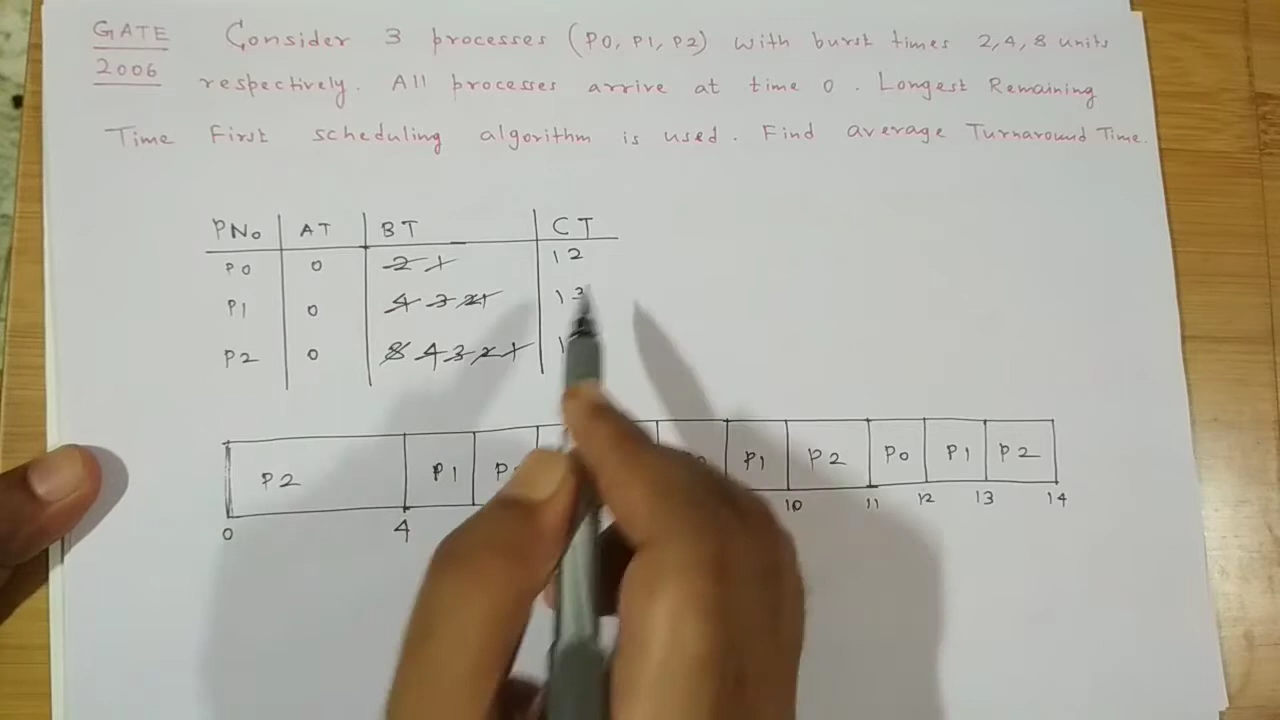 GATE
2006
Consider 3 processes (P0, P1, P2) with burst times 2, 4, 8 units
respectively. All processes arrive at time 0. Longest Remaining
Time First scheduling algorithm is used. Find average Turnaround Time.
PNo AT BT CT
P0 0 2 1 12
P1 0 4 3 2 1 13
P2 0 8 4 3 2 1 1
P2 P1 P1 P2 P0 P1 P2
0 4 10 11 12 13 14